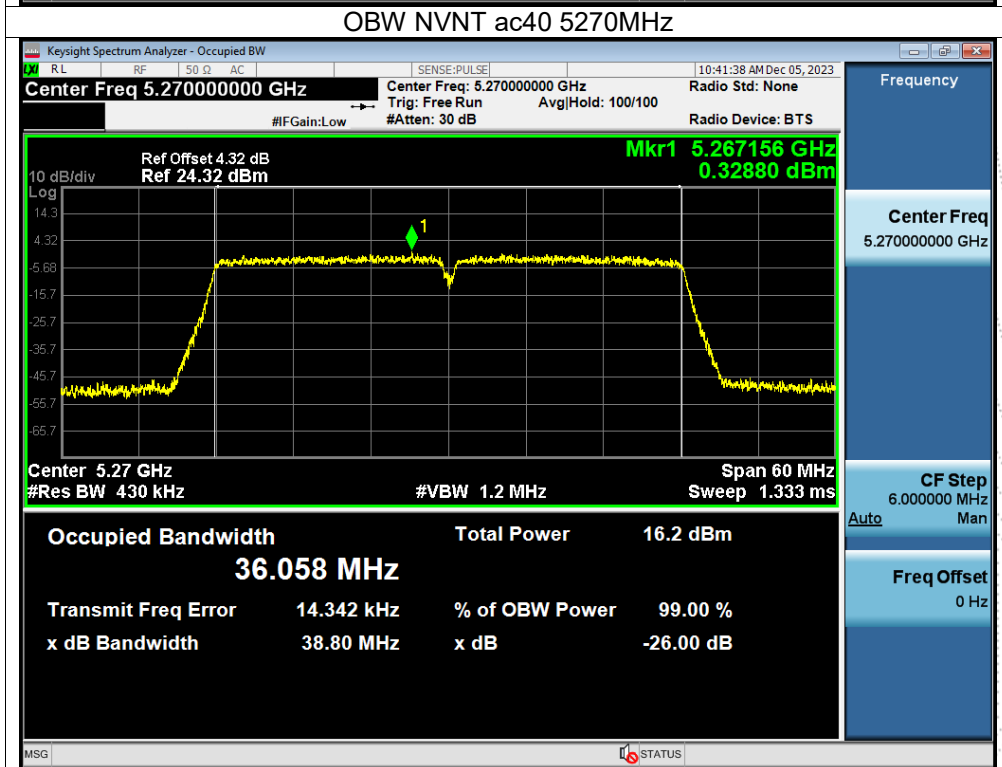 OBW NVNT ac40 5270MHz
Keysight Spectrum Analyzer - Occupied BW
LXI RL RF 50 Ω AC SENSE:PULSE 10:41:38 AM Dec 05, 2023
Center Freq 5.270000000 GHz
Center Freq: 5.270000000 GHz Radio Std: None
Trig: Free Run Avg|Hold: 100/100
#IFGain:Low #Atten: 30 dB Radio Device: BTS
Frequency
Mkr1 5.267156 GHz
0.32880 dBm
Ref Offset 4.32 dB
10 dB/div Ref 24.32 dBm
Log
14.3
1
4.32
-5.68
-15.7
-25.7
-35.7
-45.7
-55.7
-65.7
Center 5.27 GHz Span 60 MHz
#Res BW 430 kHz #VBW 1.2 MHz Sweep 1.333 ms
Center Freq
5.270000000 GHz
CF Step
6.000000 MHz
Auto Man
Freq Offset
0 Hz
Occupied Bandwidth Total Power 16.2 dBm
36.058 MHz
Transmit Freq Error 14.342 kHz % of OBW Power 99.00 %
x dB Bandwidth 38.80 MHz x dB -26.00 dB
MSG STATUS